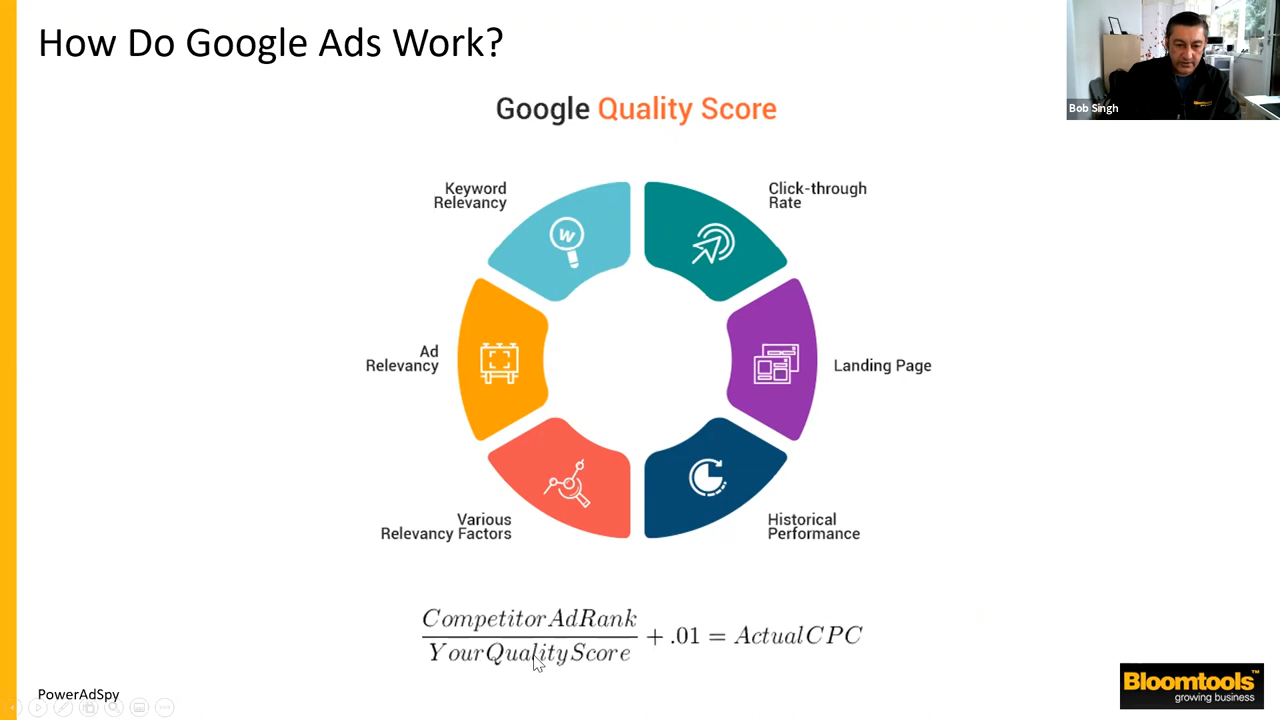 How Do Google Ads Work?
Bob Singh
Google Quality Score
Keyword
Relevancy
Click-through
Rate
W
Ad
Relevancy
Landing Page
Various
Relevancy Factors
Historical
Performance
CompetitorAdRank
YourQualityScore
+ .01 = ActualCPC
PowerAdSpy
Bloomtools
growing business